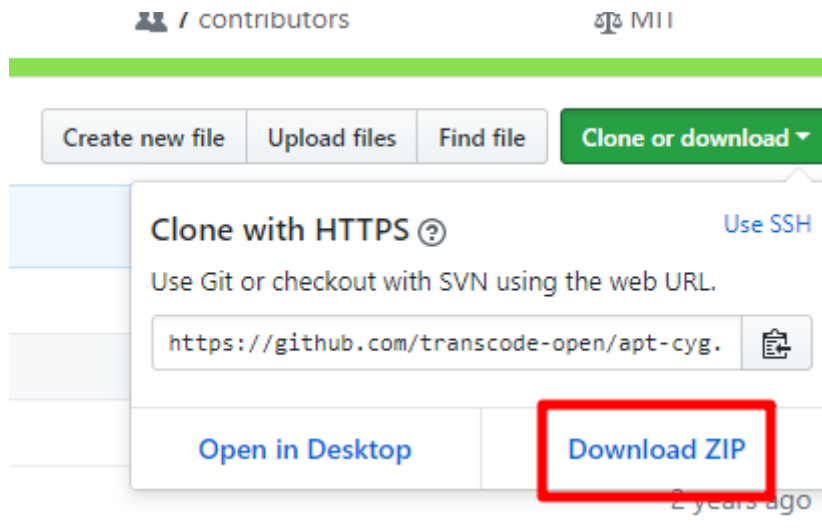 7 contributors MIT
Create new file Upload files Find file Clone or download
Clone with HTTPS ? Use SSH
Use Git or checkout with SVN using the web URL.
https://github.com/transcode-open/apt-cyg.
Open in Desktop Download ZIP
2 years ago